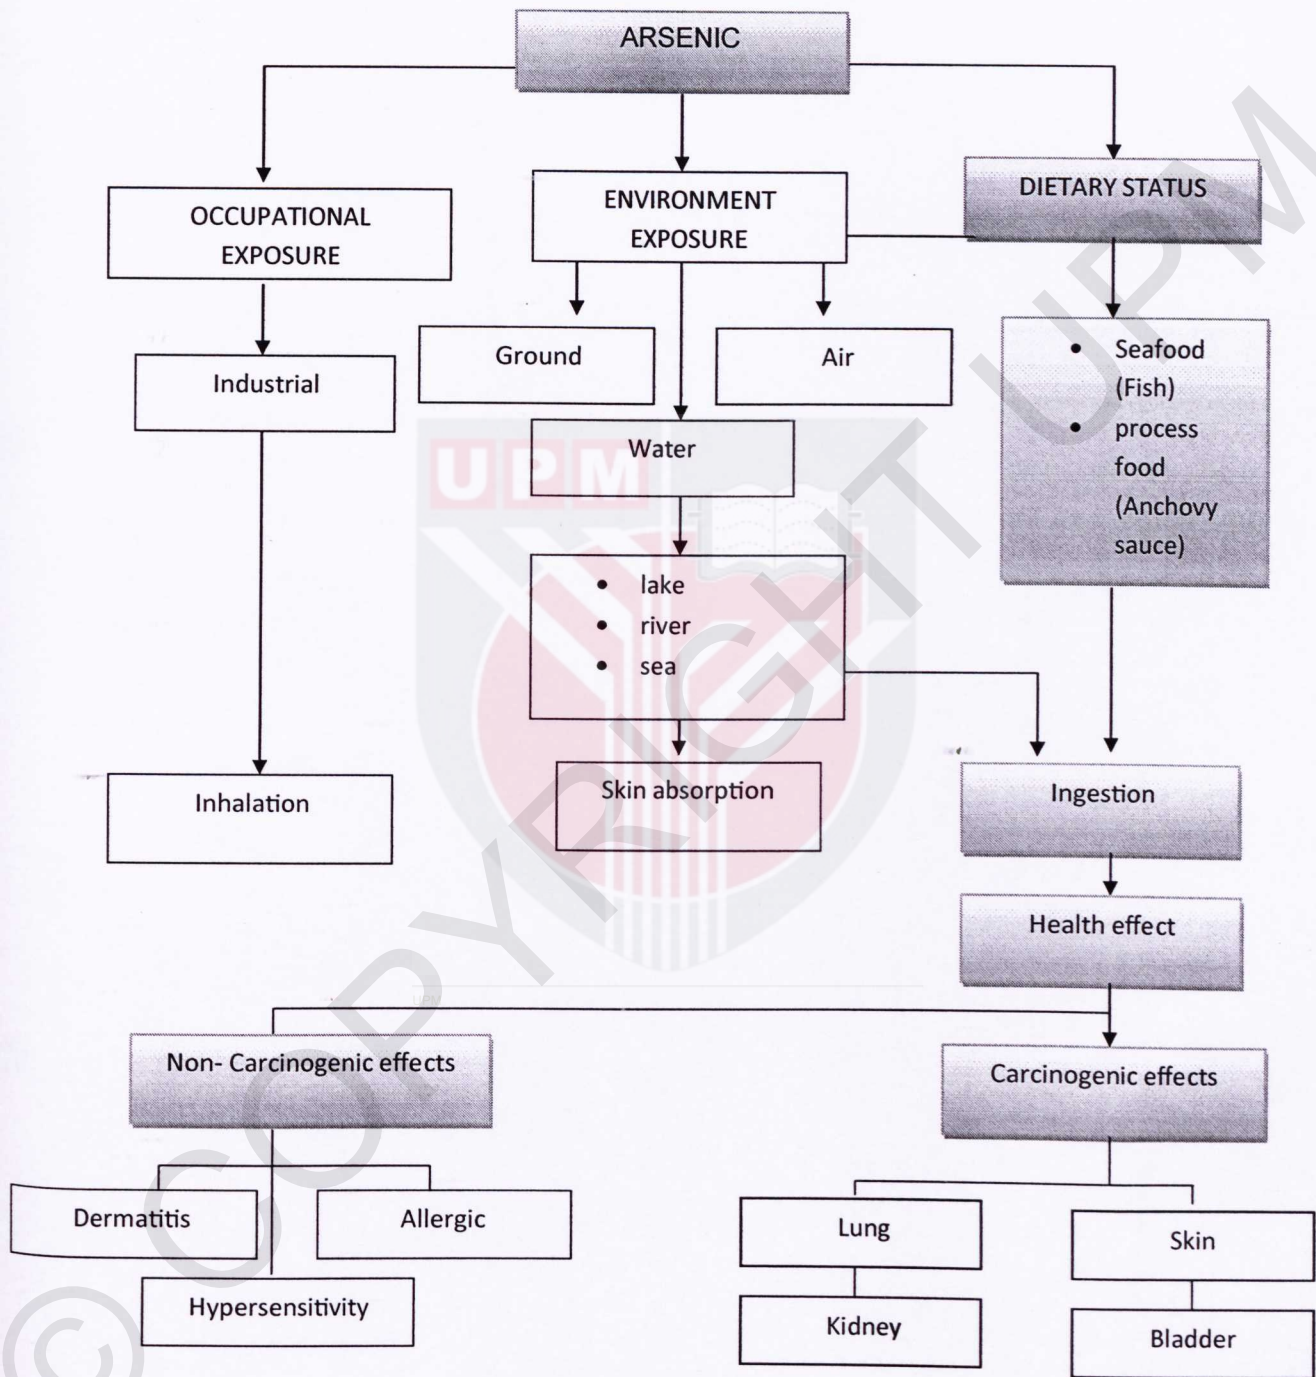 ARSENIC
OCCUPATIONAL
EXPOSURE
ENVIRONMENT
EXPOSURE
DIETARY STATUS
Industrial
Ground
Air
• Seafood
(Fish)
• process
food
(Anchovy
sauce)
Water
UPM
• lake
• river
• sea
Inhalation
Skin absorption
Ingestion
Health effect
UPM
Non- Carcinogenic effects
Carcinogenic effects
Dermatitis
Allergic
Hypersensitivity
Lung
Skin
Kidney
Bladder
© COPYRIGHT UPM